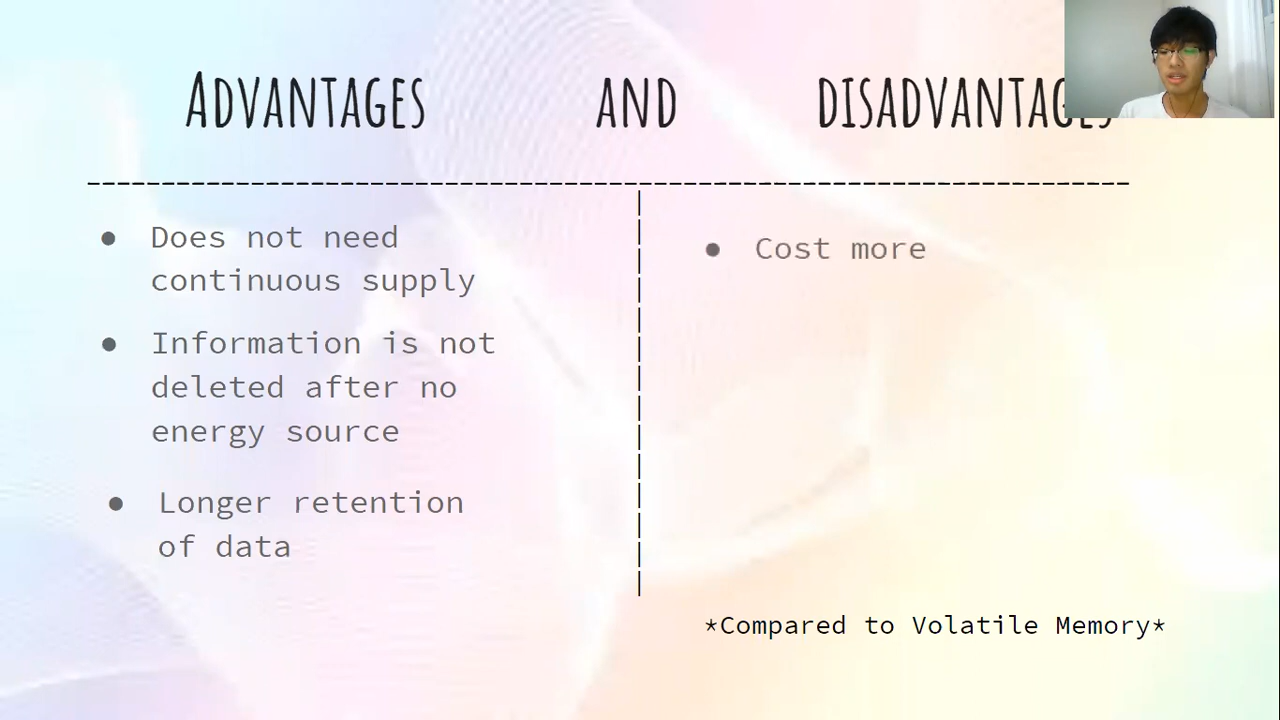 Advantages and disadvantages
● Does not need
continuous supply
● Information is not
deleted after no
energy source
● Longer retention
of data
● Cost more
*Compared to Volatile Memory*